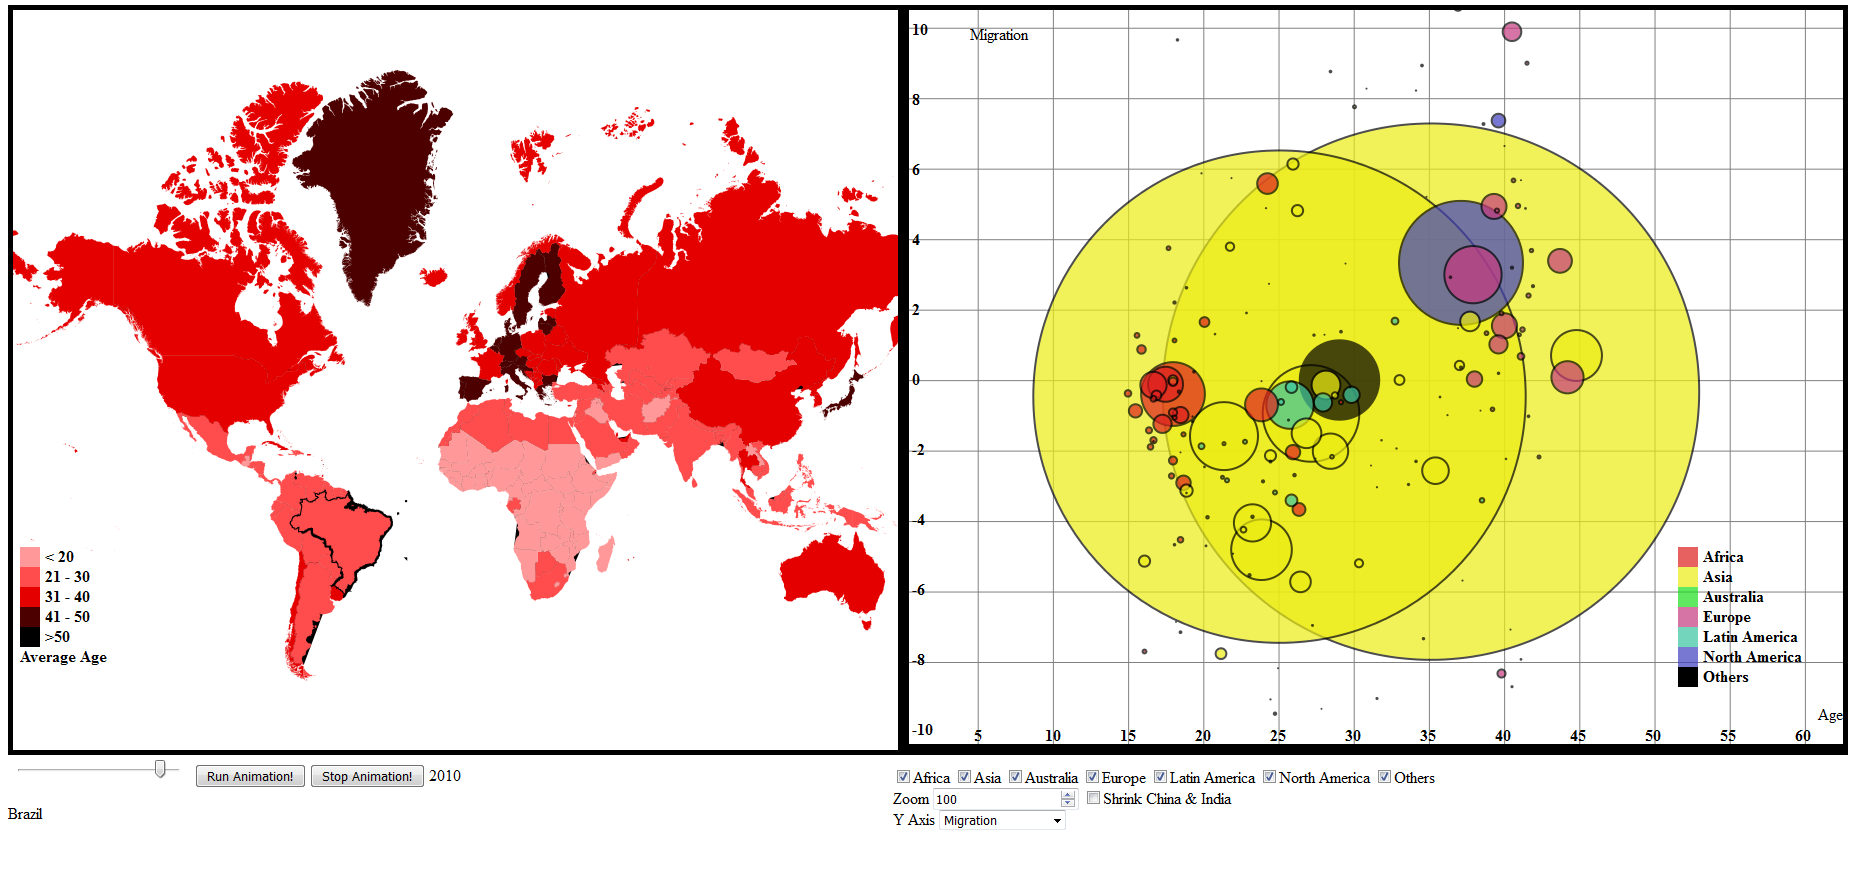 < 20
21 - 30
31 - 40
41 - 50
>50
Average Age
Migration
10
8
6
4
2
0
-2
-4
-6
-8
-10
5 10 15 20 25 30 35 40 45 50 55 60
Age
Africa
Asia
Australia
Europe
Latin America
North America
Others
Run Animation! Stop Animation! 2010
Brazil
Africa Asia Australia Europe Latin America North America Others
Zoom 100 Shrink China & India
Y Axis Migration